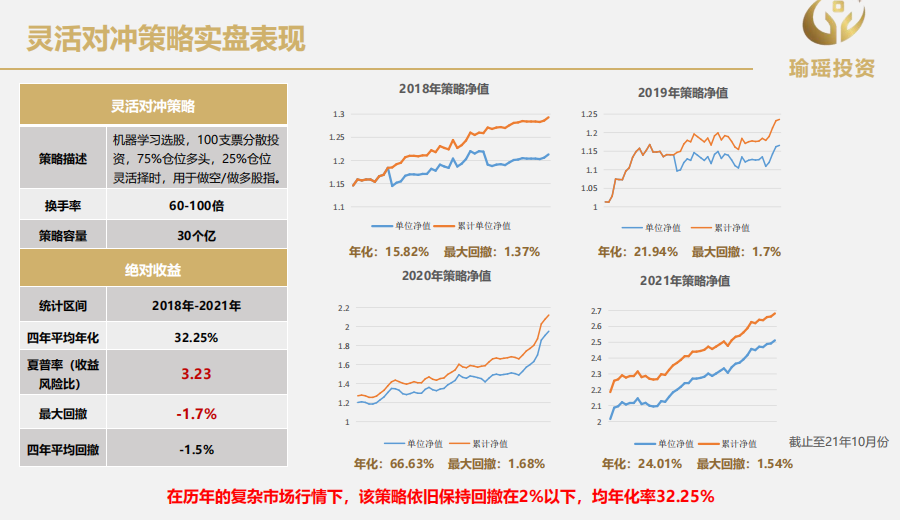 灵活对冲策略实盘表现
瑜瑶投资
灵活对冲策略
策略描述
机器学习选股，100支票分散投
资，75%仓位多头，25%仓位
灵活择时，用于做空/做多股指。
换手率
60-100倍
策略容量
30个亿
绝对收益
统计区间
2018年-2021年
四年平均年化
32.25%
夏普率（收益
风险比）
3.23
最大回撤
-1.7%
四年平均回撤
-1.5%
2018年策略净值
1.3
1.25
1.2
1.15
1.1
单位净值
累计单位净值
年化：15.82%
最大回撤：1.37%
2019年策略净值
1.25
1.2
1.15
1.1
1.05
1
单位净值
累计净值
年化：21.94%
最大回撤：1.7%
2020年策略净值
2.2
2
1.8
1.6
1.4
1.2
1
单位净值
累计净值
年化：66.63%
最大回撤：1.68%
2021年策略净值
2.7
2.6
2.5
2.4
2.3
2.2
2.1
2
单位净值
累计净值
年化：24.01%
最大回撤：1.54%
截止至21年10月份
在历年的复杂市场行情下，该策略依旧保持回撤在2%以下，均年化率32.25%